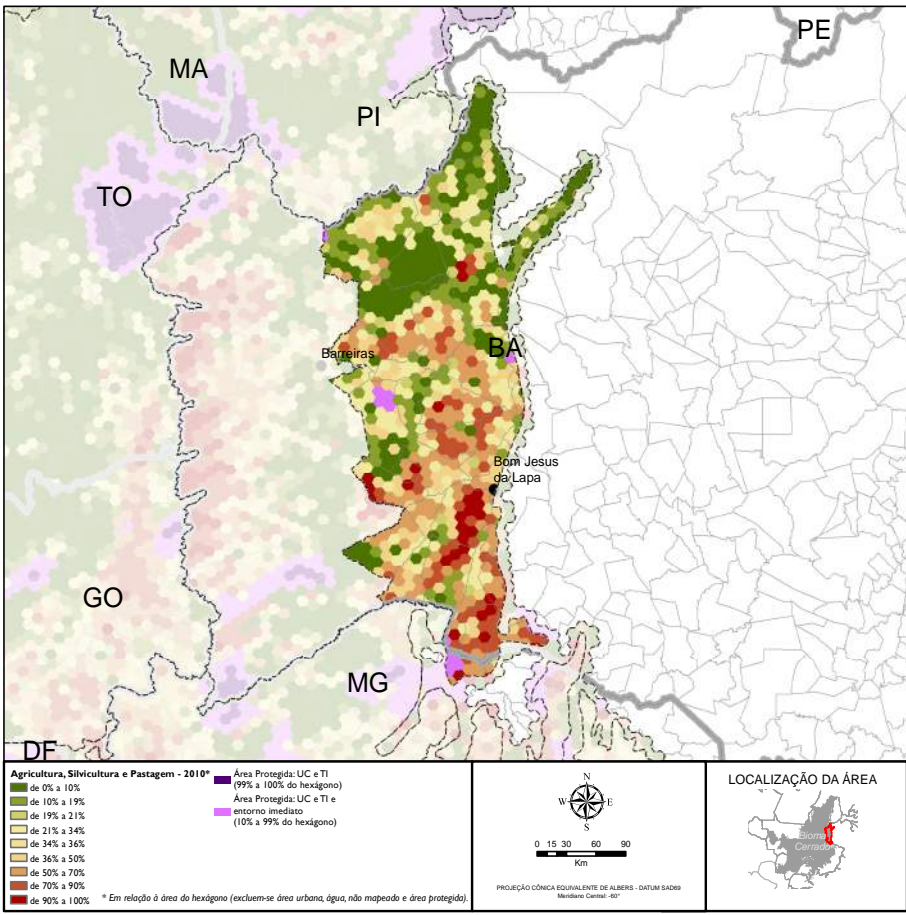 PE
MA
PI
TO
BA
Barreiras
Bom Jesus
da Lapa
GO
MG
DF
Agricultura, Silvicultura e Pastagem - 2010*
de 0% a 10%
de 10% a 19%
de 19% a 21%
de 21% a 34%
de 34% a 36%
de 36% a 50%
de 50% a 70%
de 70% a 90%
de 90% a 100%
Área Protegida: UC e TI
(99% a 100% do hexágono)
Área Protegida: UC e TI e
entorno imediato
(10% a 99% do hexágono)
* Em relação à área do hexágono (excluem-se área urbana, água, não mapeado e área protegida).
N
W E
S
0 15 30 60 90
Km
PROJEÇÃO CÔNICA EQUIVALENTE DE ALBERS - DATUM SAD69
Meridiano Central: -60°
LOCALIZAÇÃO DA ÁREA
Bioma
Cerrado